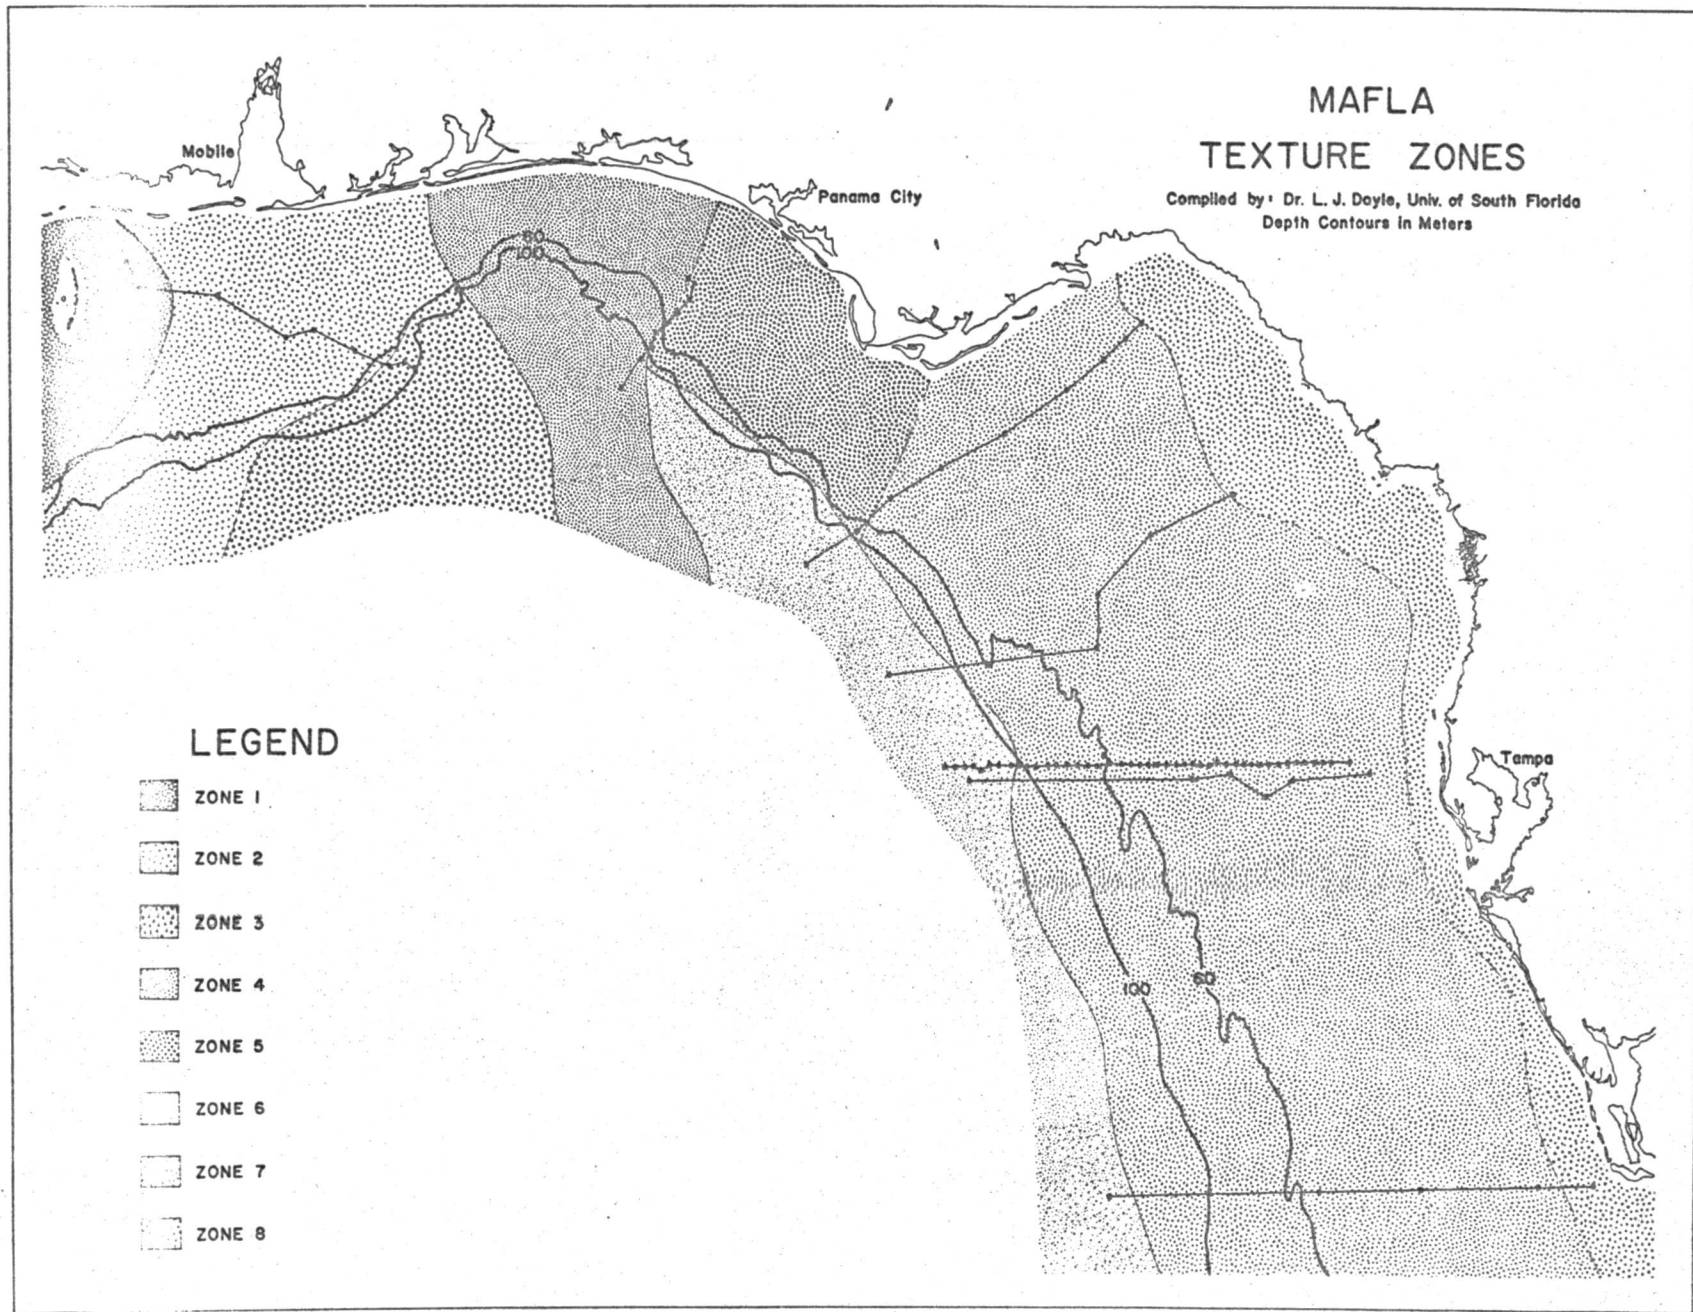 MAFLA
TEXTURE ZONES
Compiled by: Dr. L. J. Doyle, Univ. of South Florida
Depth Contours in Meters
Mobile
Panama City
60
100
Tampa
100
60
LEGEND
ZONE 1
ZONE 2
ZONE 3
ZONE 4
ZONE 5
ZONE 6
ZONE 7
ZONE 8